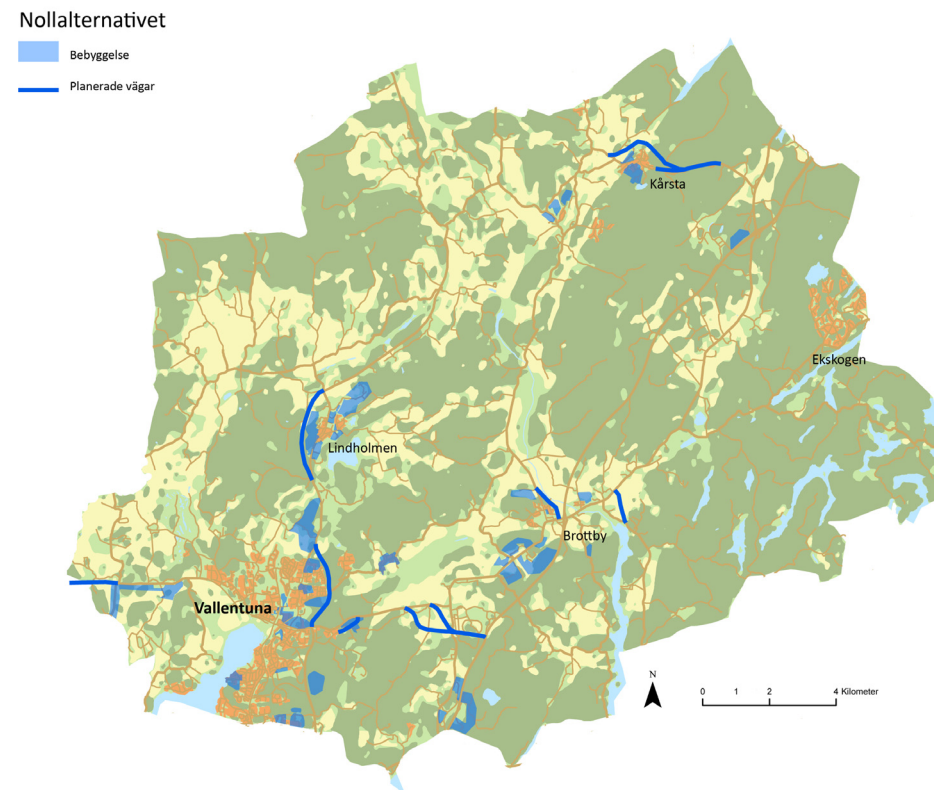 Nollalternativet
Bebyggelse
Planerade vägar
Kårsta
Ekskogen
Lindholmen
Brottby
Vallentuna
N
0 1 2 4 Kilometer